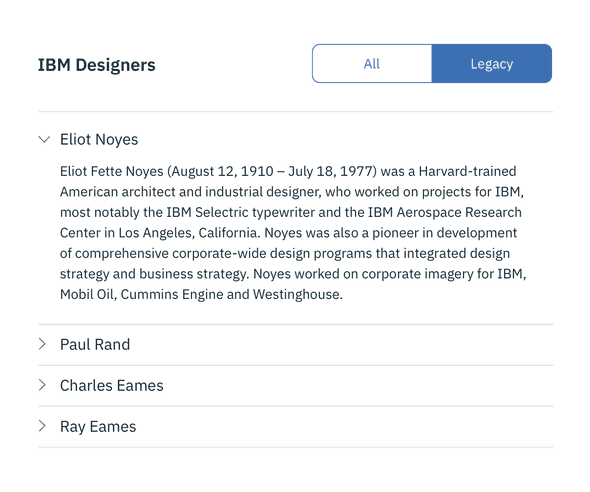 IBM Designers
All
Legacy
Eliot Noyes
Eliot Fette Noyes (August 12, 1910 – July 18, 1977) was a Harvard-trained
American architect and industrial designer, who worked on projects for IBM,
most notably the IBM Selectric typewriter and the IBM Aerospace Research
Center in Los Angeles, California. Noyes was also a pioneer in development
of comprehensive corporate-wide design programs that integrated design
strategy and business strategy. Noyes worked on corporate imagery for IBM,
Mobil Oil, Cummins Engine and Westinghouse.
Paul Rand
Charles Eames
Ray Eames